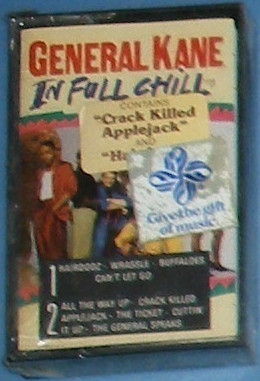 GENERAL KANE
IN FULL CHILL
CONTAINS
"Crack Killed
Applejack"
AND
Give the gift
of music.
1 HAIRDOOZ · WRASSLE · BUFFALOES
CAN'T LET GO
2 ALL THE WAY UP · CRACK KILLED
APPLEJACK · THE TICKET · CUTTIN'
IT UP · THE GENERAL SPEAKS